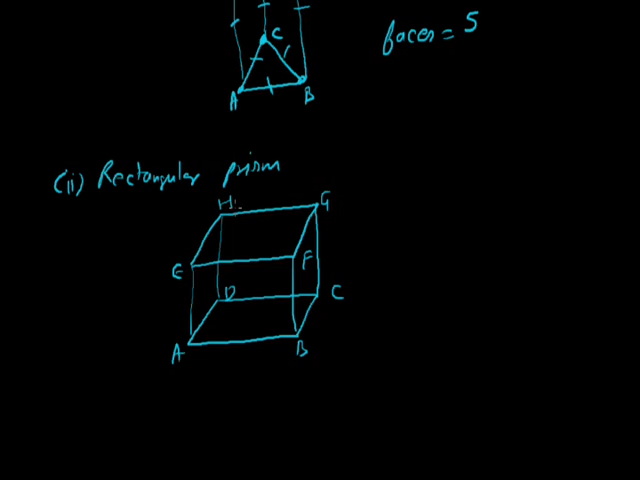 faces = 5
C
A B
(ii) Rectangular prism
H G
E F
D C
A B